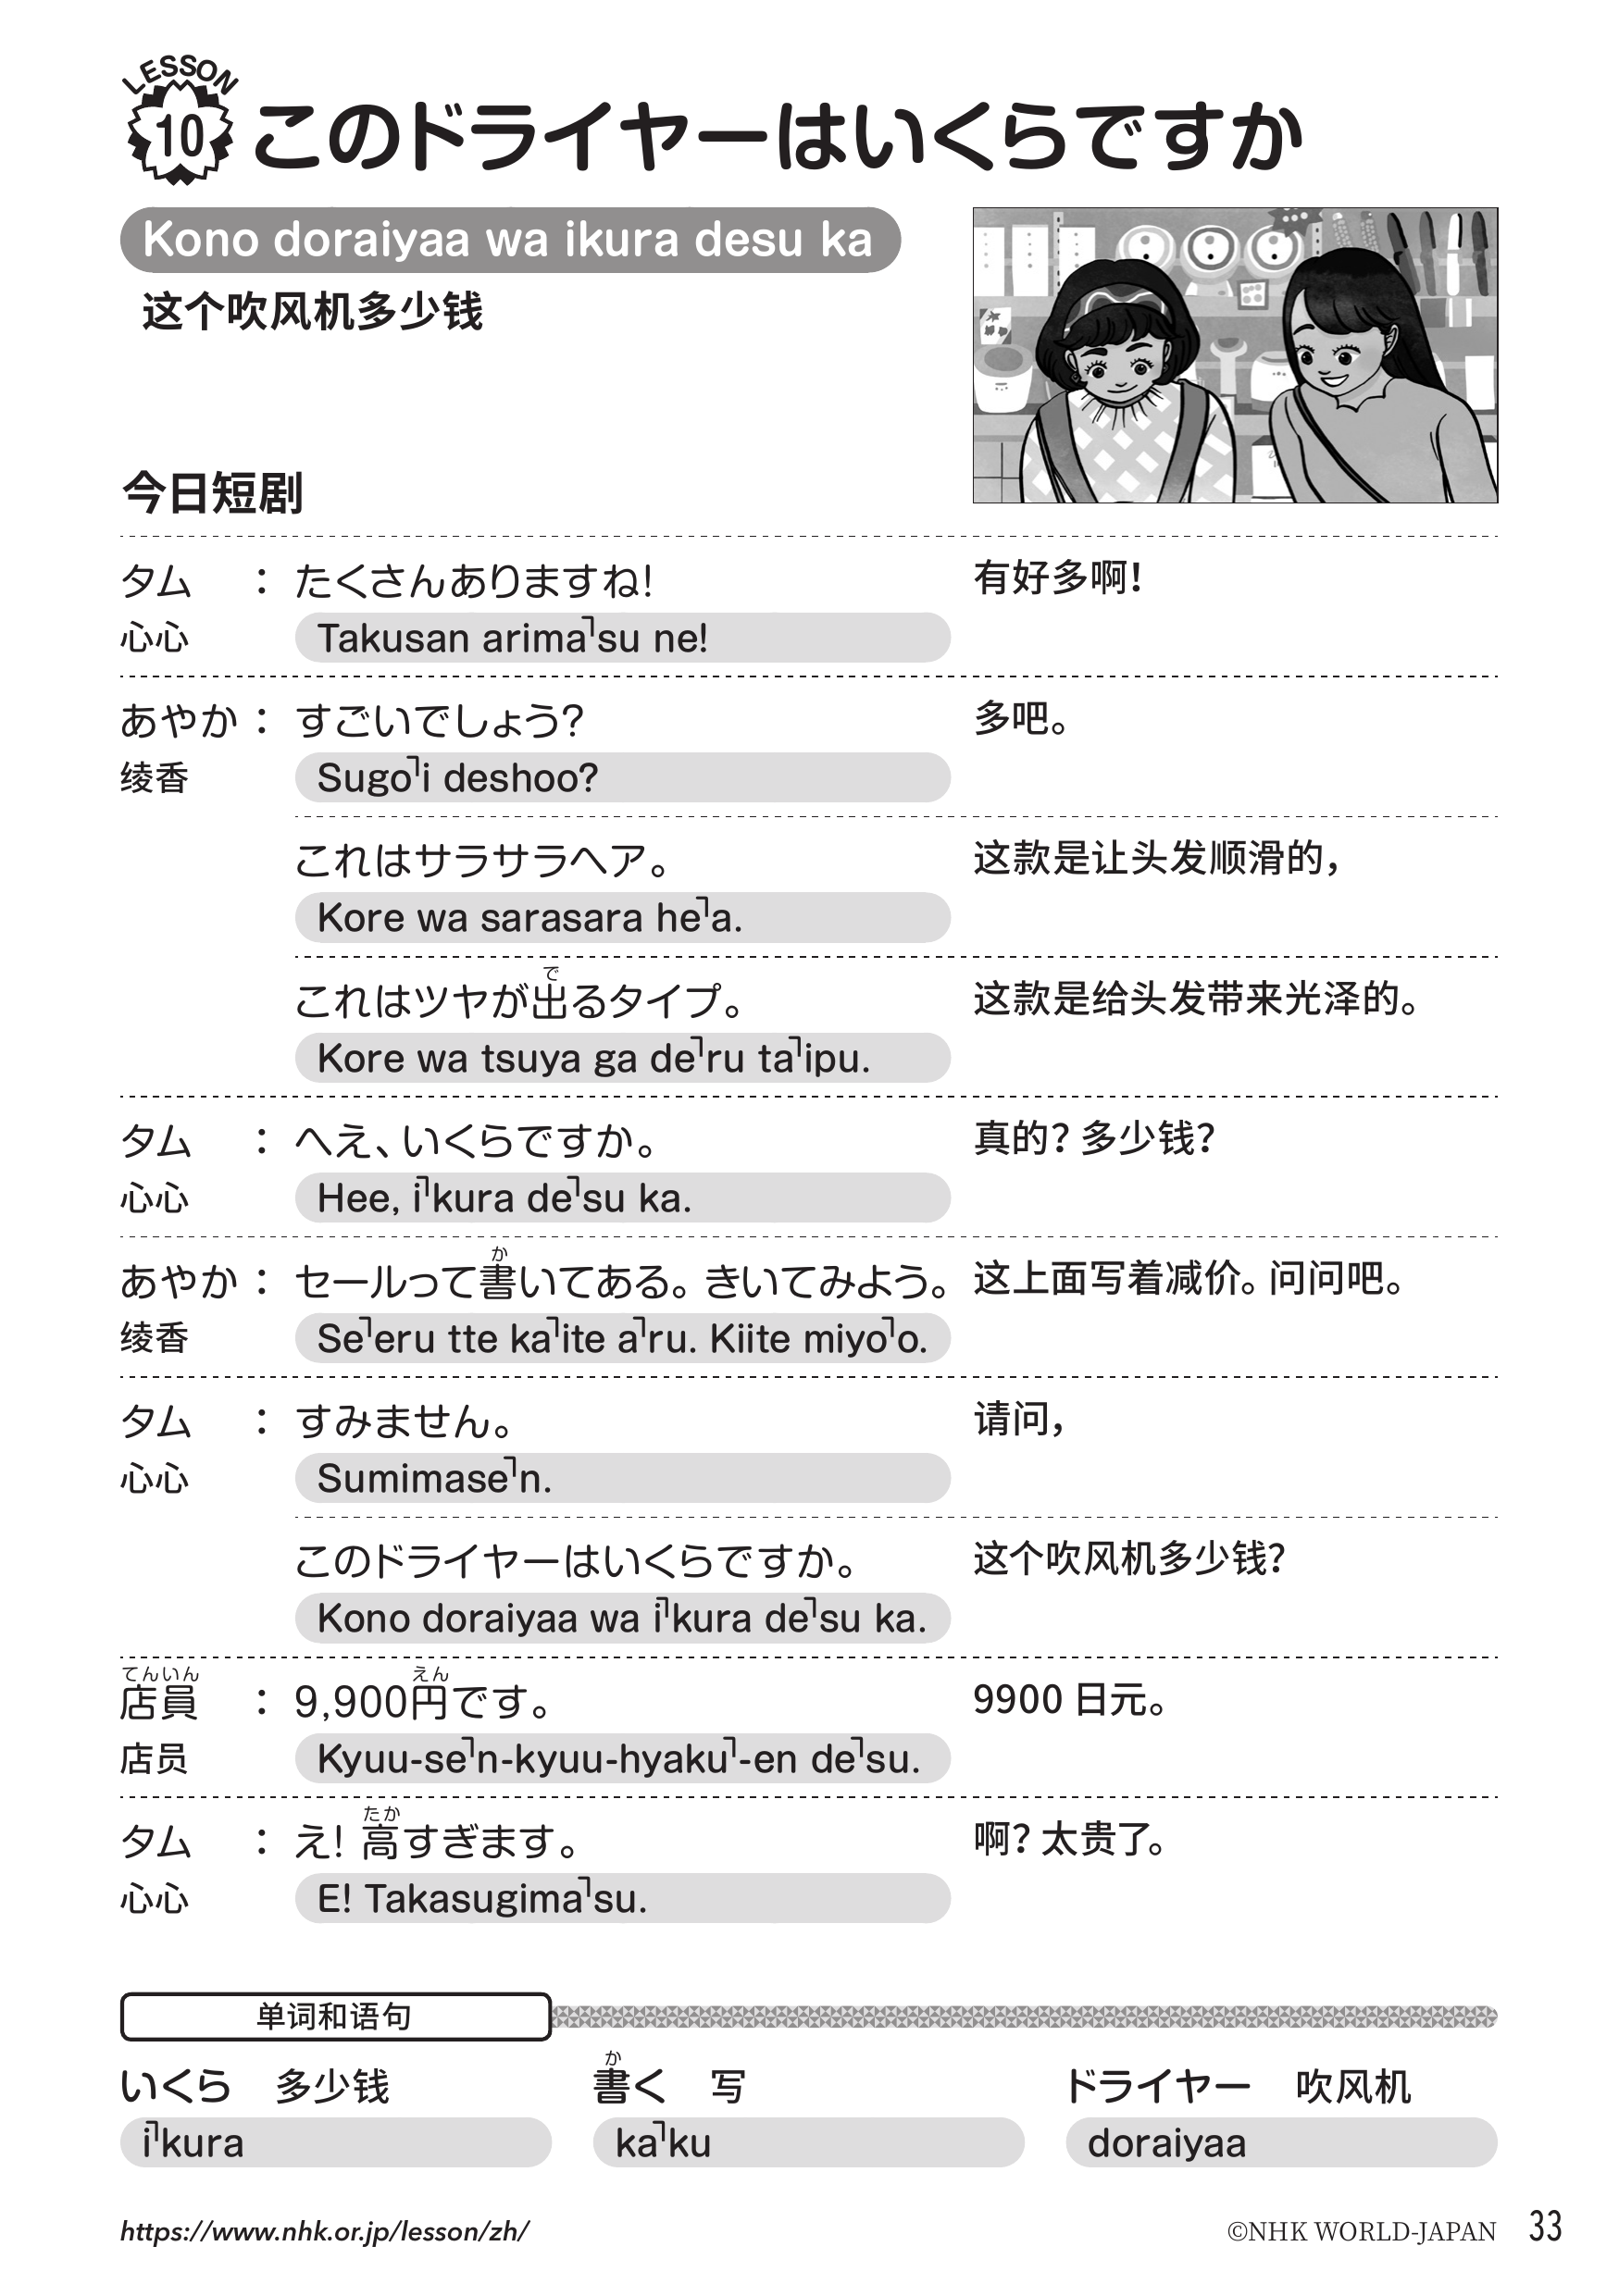 LESSON
10 このドライヤーはいくらですか
Kono doraiyaa wa ikura desu ka
这个吹风机多少钱
今日短剧
タム ： たくさんありますね！ 有好多啊！
心心 Takusan arima˥su ne!
あやか ： すごいでしょう？ 多吧。
绫香 Sugo˥i deshoo?
これはサラサラヘア。 这款是让头发顺滑的，
Kore wa sarasara he˥a.
で
これはツヤが出るタイプ。 这款是给头发带来光泽的。
Kore wa tsuya ga de˥ru ta˥ipu.
タム ： へえ、いくらですか。 真的？多少钱？
心心 Hee, i˥kura de˥su ka.
か
あやか ： セールって書いてある。きいてみよう。 这上面写着减价。问问吧。
绫香 Se˥eru tte ka˥ite a˥ru. Kiite miyo˥o.
タム ： すみません。 请问，
心心 Sumimase˥n.
このドライヤーはいくらですか。 这个吹风机多少钱？
Kono doraiyaa wa i˥kura de˥su ka.
てんいん えん
店員 ： 9,900円です。 9900 日元。
店员 Kyuu-se˥n-kyuu-hyaku˥-en de˥su.
たか
タム ： え！ 高すぎます。 啊？太贵了。
心心 E! Takasugima˥su.
单词和语句
か
いくら 多少钱 書く 写 ドライヤー 吹风机
i˥kura ka˥ku doraiyaa
https://www.nhk.or.jp/lesson/zh/ ©NHK WORLD-JAPAN 33